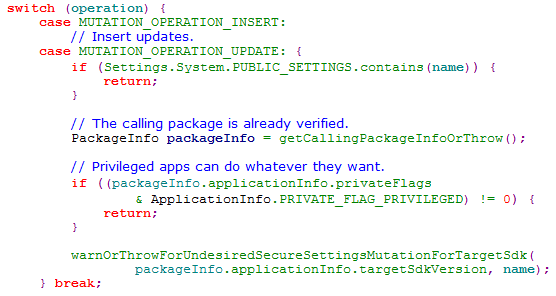 switch (operation) {
    case MUTATION_OPERATION_INSERT:
        // Insert updates.
    case MUTATION_OPERATION_UPDATE: {
        if (Settings.System.PUBLIC_SETTINGS.contains(name)) {
            return;
        }

        // The calling package is already verified.
        PackageInfo packageInfo = getCallingPackageInfoOrThrow();

        // Privileged apps can do whatever they want.
        if ((packageInfo.applicationInfo.privateFlags
                & ApplicationInfo.PRIVATE_FLAG_PRIVILEGED) != 0) {
            return;
        }

        warnOrThrowForUndesiredSecureSettingsMutationForTargetSdk(
                packageInfo.applicationInfo.targetSdkVersion, name);
    } break;